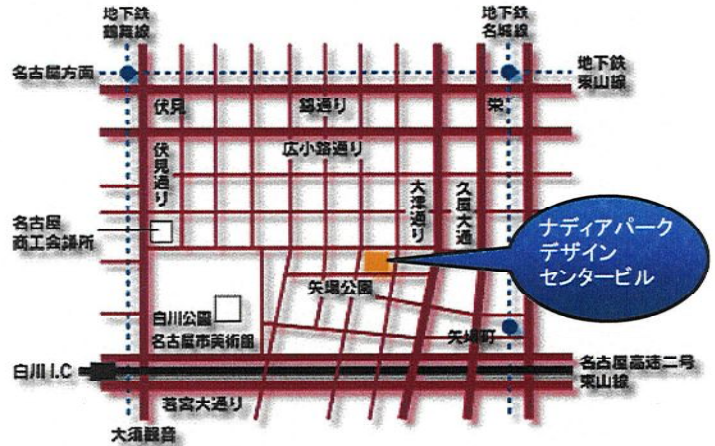 地下鉄
鶴舞線
地下鉄
名城線
名古屋方面
地下鉄
東山線
伏見
錦通り
栄
広小路通り
伏見通り
大津通り
久屋大通
名古屋
商工会議所
ナディアパーク
デザイン
センタービル
矢場公園
白川公園
名古屋市美術館
矢場町
白川I.C
名古屋高速二号
東山線
若宮大通り
大須観音